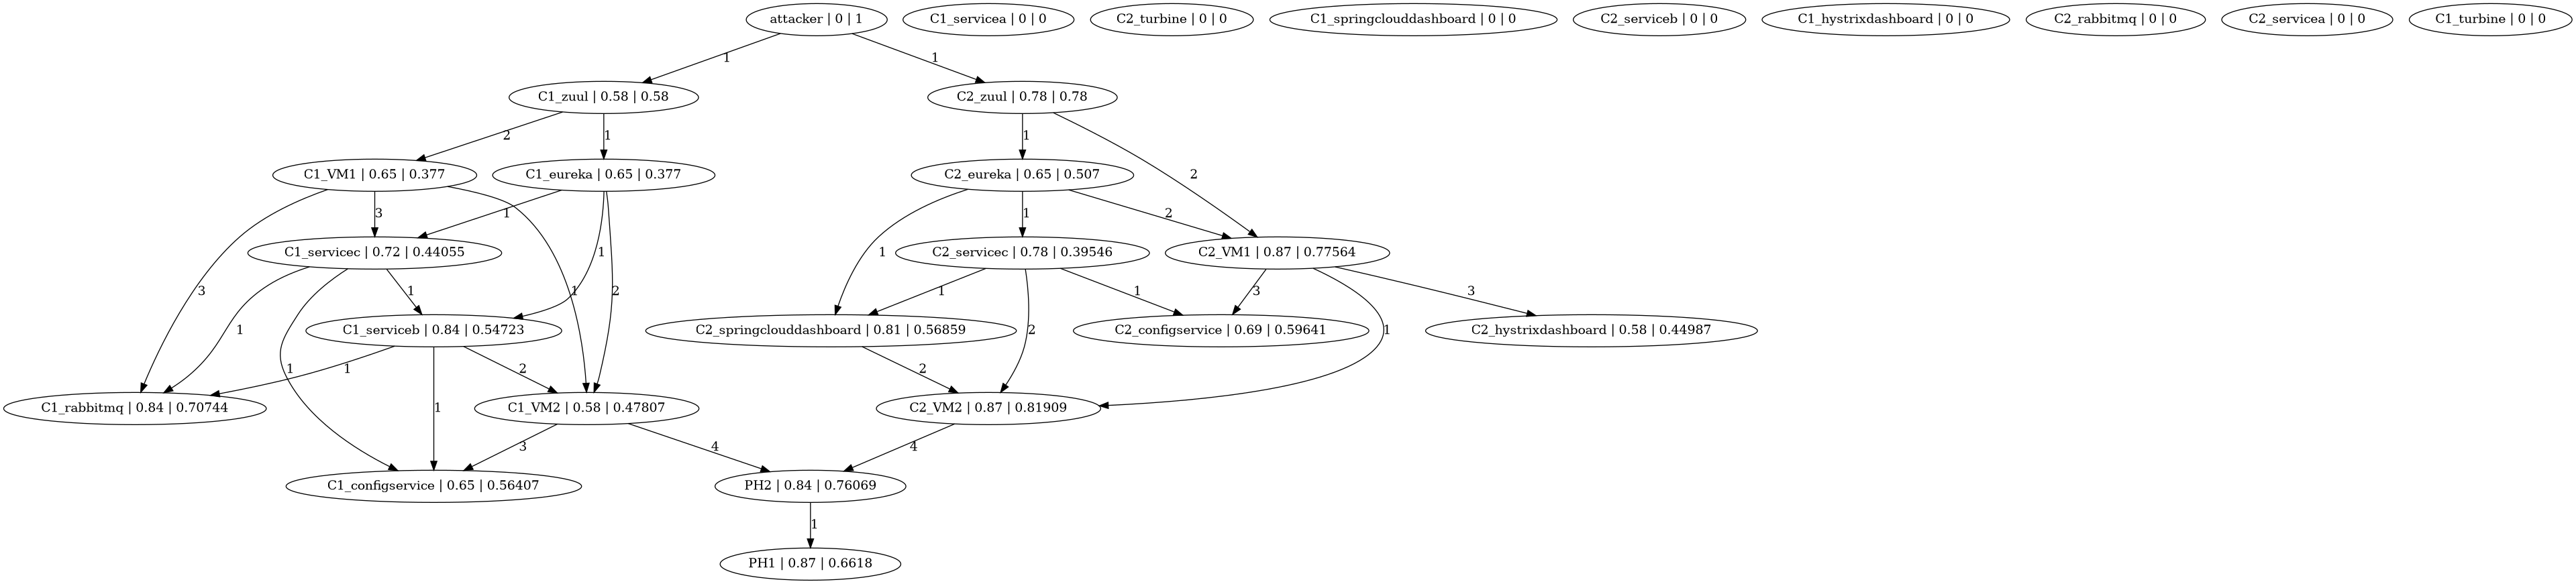 attacker | 0 | 1
C1_servicea | 0 | 0
C2_turbine | 0 | 0
C1_springclouddashboard | 0 | 0
C2_serviceb | 0 | 0
C1_hystrixdashboard | 0 | 0
C2_rabbitmq | 0 | 0
C2_servicea | 0 | 0
C1_turbine | 0 | 0
1
1
C1_zuul | 0.58 | 0.58
C2_zuul | 0.78 | 0.78
2
1
1
2
C1_VM1 | 0.65 | 0.377
C1_eureka | 0.65 | 0.377
C2_eureka | 0.65 | 0.507
3
1
1
2
C1_servicec | 0.72 | 0.44055
1
1
C2_servicec | 0.78 | 0.39546
C2_VM1 | 0.87 | 0.77564
3
1
1
2
1
1
3
3
C1_serviceb | 0.84 | 0.54723
C2_springclouddashboard | 0.81 | 0.56859
2
C2_configservice | 0.69 | 0.59641
1
C2_hystrixdashboard | 0.58 | 0.44987
1
1
2
2
C1_rabbitmq | 0.84 | 0.70744
1
C1_VM2 | 0.58 | 0.47807
C2_VM2 | 0.87 | 0.81909
3
4
4
C1_configservice | 0.65 | 0.56407
PH2 | 0.84 | 0.76069
1
PH1 | 0.87 | 0.6618